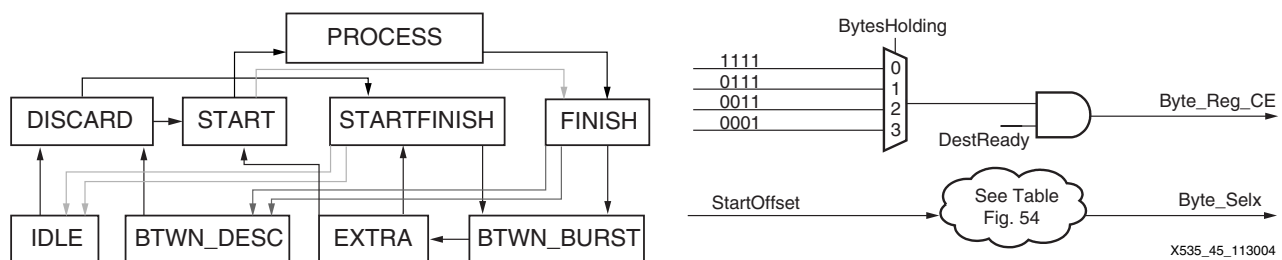 PROCESS
DISCARD
START
STARTFINISH
FINISH
IDLE
BTWN_DESC
EXTRA
BTWN_BURST
BytesHolding
1111
0111
0011
0001
0
1
2
3
DestReady
Byte_Reg_CE
StartOffset
See Table
Fig. 54
Byte_Selx
X535_45_113004